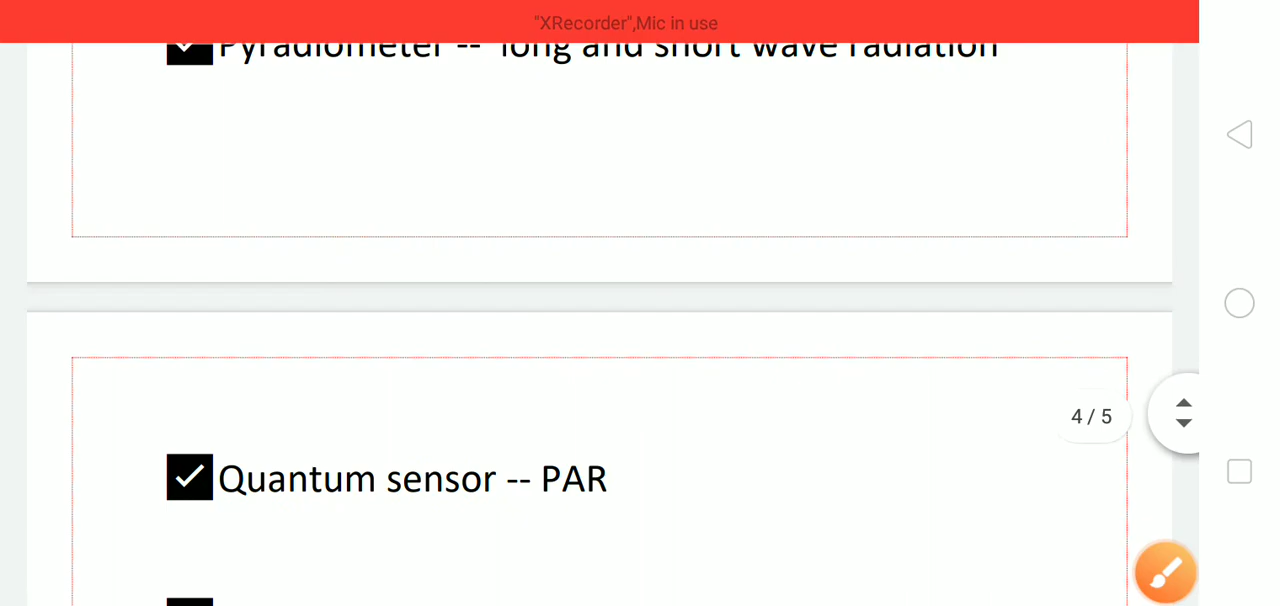 "XRecorder",Mic in use
Pyradiometer -- long and short wave radiation
4 / 5
Quantum sensor -- PAR